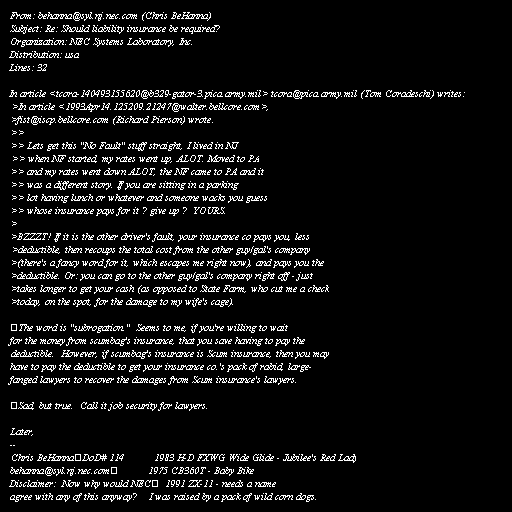 From: behanna@syl.nj.nec.com (Chris BeHanna)
Subject: Re: Should liability insurance be required?
Organization: NEC Systems Laboratory, Inc.
Distribution: usa
Lines: 32

In article <tcora-140493155620@b329-gator-3.pica.army.mil> tcora@pica.army.mil (Tom Coradeschi) writes:
>In article <1993Apr14.125209.21247@walter.bellcore.com>,
>fist@iscp.bellcore.com (Richard Pierson) wrote:
>>
>> Lets get this "No Fault" stuff straight, I lived in NJ
>> when NF started, my rates went up, ALOT. Moved to PA
>> and my rates went down ALOT, the NF came to PA and it
>> was a different story. If you are sitting in a parking
>> lot having lunch or whatever and someone wacks you guess
>> whose insurance pays for it ? give up ?  YOURS.
>
>BZZZT! If it is the other driver's fault, your insurance co pays you, less
>deductible, then recoups the total cost from the other guy/gal's company
>(there's a fancy word for it, which escapes me right now), and pays you the
>deductible. Or: you can go to the other guy/gal's company right off - just
>takes longer to get your cash (as opposed to State Farm, who cut me a check
>today, on the spot, for the damage to my wife's cage).

The word is "subrogation."  Seems to me, if you're willing to wait
for the money from scumbag's insurance, that you save having to pay the
deductible.  However, if scumbag's insurance is Scum insurance, then you may
have to pay the deductible to get your insurance co.'s pack of rabid, large-
fanged lawyers to recover the damages from Scum insurance's lawyers.

Sad, but true.  Call it job security for lawyers.

Later,
--
Chris BeHanna DoD# 114          1983 H-D FXWG Wide Glide - Jubilee's Red Lady
behanna@syl.nj.nec.com          1975 CB360T - Baby Bike
Disclaimer:  Now why would NEC  1991 ZX-11 - needs a name
agree with any of this anyway?    I was raised by a pack of wild corn dogs.